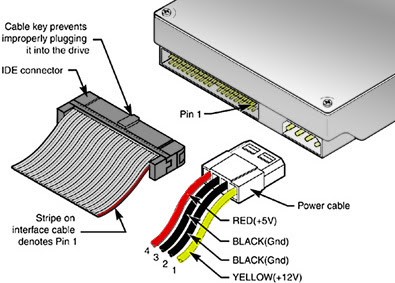 Cable key prevents
improperly plugging
it into the drive
IDE connector
Pin 1
Stripe on
interface cable
denotes Pin 1
Power cable
RED(+5V)
BLACK(Gnd)
BLACK(Gnd)
YELLOW(+12V)
4
3
2
1